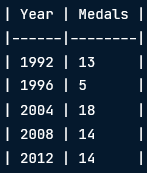 | Year | Medals |
|------|--------|
| 1992 | 13     |
| 1996 | 5      |
| 2004 | 18     |
| 2008 | 14     |
| 2012 | 14     |